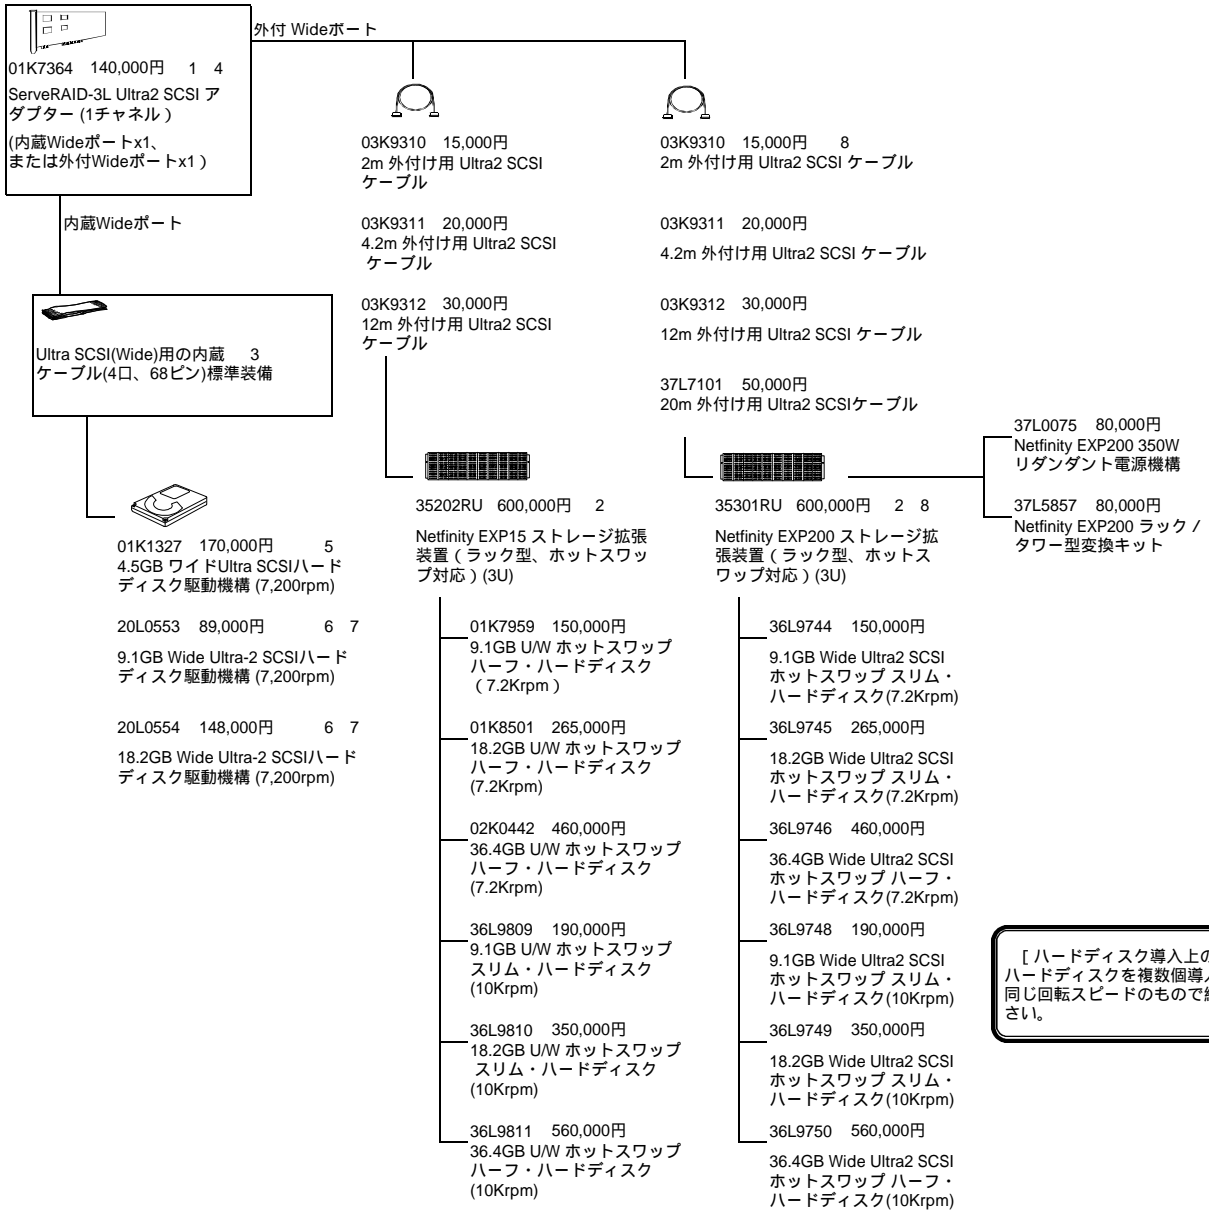 外付 Wideポート
01K7364 140,000円 1 4
ServeRAID-3L Ultra2 SCSI ア
ダプター (1チャネル )
(内蔵Wideポートx1、
または外付Wideポートx1 )
内蔵Wideポート
Ultra SCSI(Wide)用の内蔵 3
ケーブル(4口、68ピン)標準装備
01K1327 170,000円 5
4.5GB ワイドUltra SCSIハード
ディスク駆動機構 (7,200rpm)
20L0553 89,000円 6 7
9.1GB Wide Ultra-2 SCSIハード
ディスク駆動機構 (7,200rpm)
20L0554 148,000円 6 7
18.2GB Wide Ultra-2 SCSIハード
ディスク駆動機構 (7,200rpm)
03K9310 15,000円
2m 外付け用 Ultra2 SCSI
ケーブル
03K9311 20,000円
4.2m 外付け用 Ultra2 SCSI
ケーブル
03K9312 30,000円
12m 外付け用 Ultra2 SCSI
ケーブル
35202RU 600,000円 2
Netfinity EXP15 ストレージ拡張
装置 ( ラック型、ホットスワッ
プ対応 ) (3U)
01K7959 150,000円
9.1GB U/W ホットスワップ
ハーフ・ハードディスク
( 7.2Krpm )
01K8501 265,000円
18.2GB U/W ホットスワップ
ハーフ・ハードディスク
(7.2Krpm)
02K0442 460,000円
36.4GB U/W ホットスワップ
ハーフ・ハードディスク
(7.2Krpm)
36L9809 190,000円
9.1GB U/W ホットスワップ
スリム・ハードディスク
(10Krpm)
36L9810 350,000円
18.2GB U/W ホットスワップ
スリム・ハードディスク
(10Krpm)
36L9811 560,000円
36.4GB U/W ホットスワップ
ハーフ・ハードディスク
(10Krpm)
03K9310 15,000円 8
2m 外付け用 Ultra2 SCSI ケーブル
03K9311 20,000円
4.2m 外付け用 Ultra2 SCSI ケーブル
03K9312 30,000円
12m 外付け用 Ultra2 SCSI ケーブル
37L7101 50,000円
20m 外付け用 Ultra2 SCSIケーブル
35301RU 600,000円 2 8
Netfinity EXP200 ストレージ拡
張装置 ( ラック型、ホットス
ワップ対応 ) (3U)
36L9744 150,000円
9.1GB Wide Ultra2 SCSI
ホットスワップ スリム・
ハードディスク(7.2Krpm)
36L9745 265,000円
18.2GB Wide Ultra2 SCSI
ホットスワップ スリム・
ハードディスク(7.2Krpm)
36L9746 460,000円
36.4GB Wide Ultra2 SCSI
ホットスワップ ハーフ・
ハードディスク(7.2Krpm)
36L9748 190,000円
9.1GB Wide Ultra2 SCSI
ホットスワップ スリム・
ハードディスク(10Krpm)
36L9749 350,000円
18.2GB Wide Ultra2 SCSI
ホットスワップ スリム・
ハードディスク(10Krpm)
36L9750 560,000円
36.4GB Wide Ultra2 SCSI
ホットスワップ ハーフ・
ハードディスク(10Krpm)
37L0075 80,000円
Netfinity EXP200 350W
リダンダント電源機構
37L5857 80,000円
Netfinity EXP200 ラック /
タワー型変換キット
[ ハードディスク導入上の
ハードディスクを複数個導
同じ回転スピードのもので
さい。